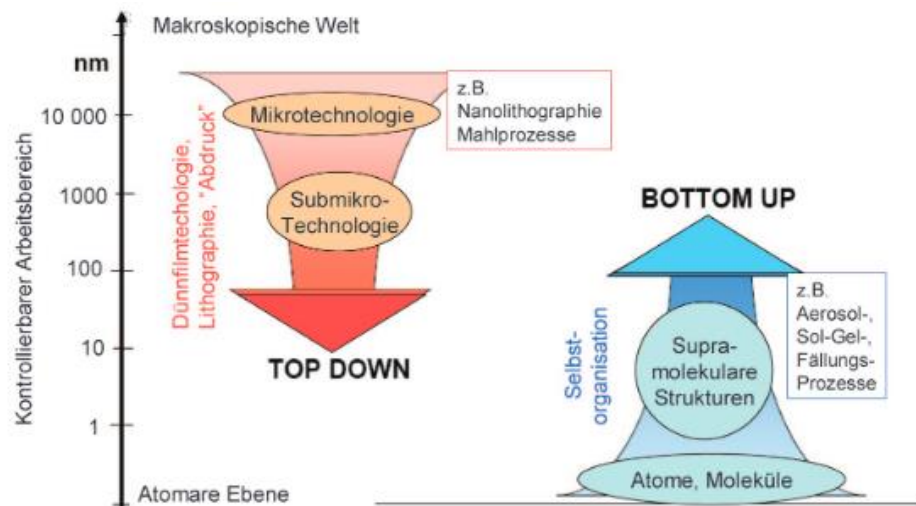 Makroskopische Welt
nm
10 000
1000
100
10
1
Kontrollierbarer Arbeitsbereich
Atomare Ebene
Dünnfilmtechologie,
Lithographie, "Abdruck"
Mikrotechnologie
Submikro-
Technologie
TOP DOWN
z.B.
Nanolithographie
Mahlprozesse
BOTTOM UP
Selbst-
organisation
Supra-
molekulare
Strukturen
Atome, Moleküle
z.B.
Aerosol-,
Sol-Gel-,
Fällungs-
Prozesse